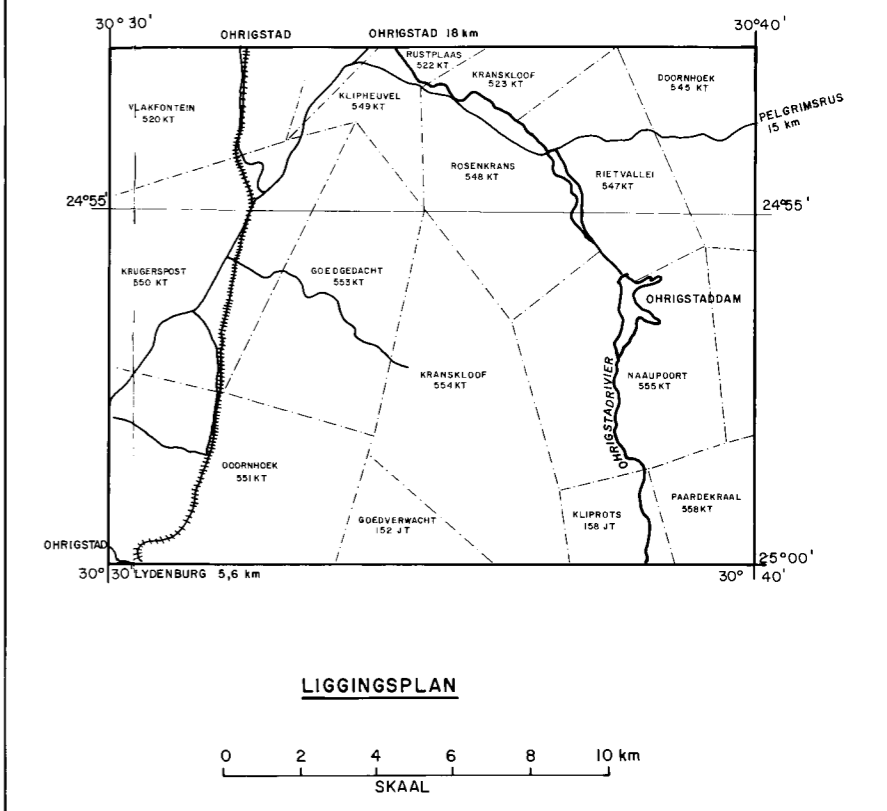 30° 30'
OHRIGSTAD
OHRIGSTAD 18 km
30° 40'
RUSTPLAAS
522 KT
KRANSKLOOF
523 KT
DOORNHOEK
545 KT
VLAKFONTEIN
520 KT
KLIPHEUVEL
549 KT
PELGRIMSRUS
15 km
ROSENKRANS
548 KT
RIETVALLEI
547 KT
24°55'
24°55'
KRUGERSPOST
550 KT
GOEDGEDACHT
553 KT
OHRIGSTADDAM
KRANSKLOOF
554 KT
NAAUPOORT
555 KT
OHRIGSTADRIVIER
DOORNHOEK
551 KT
PAARDEKRAAL
558 KT
GOEDVERWACHT
152 JT
KLIPROTS
158 JT
OHRIGSTAD
25°00'
30° 30' LYDENBURG 5,6 km
30° 40'
LIGGINGSPLAN
0 2 4 6 8 10 km
SKAAL